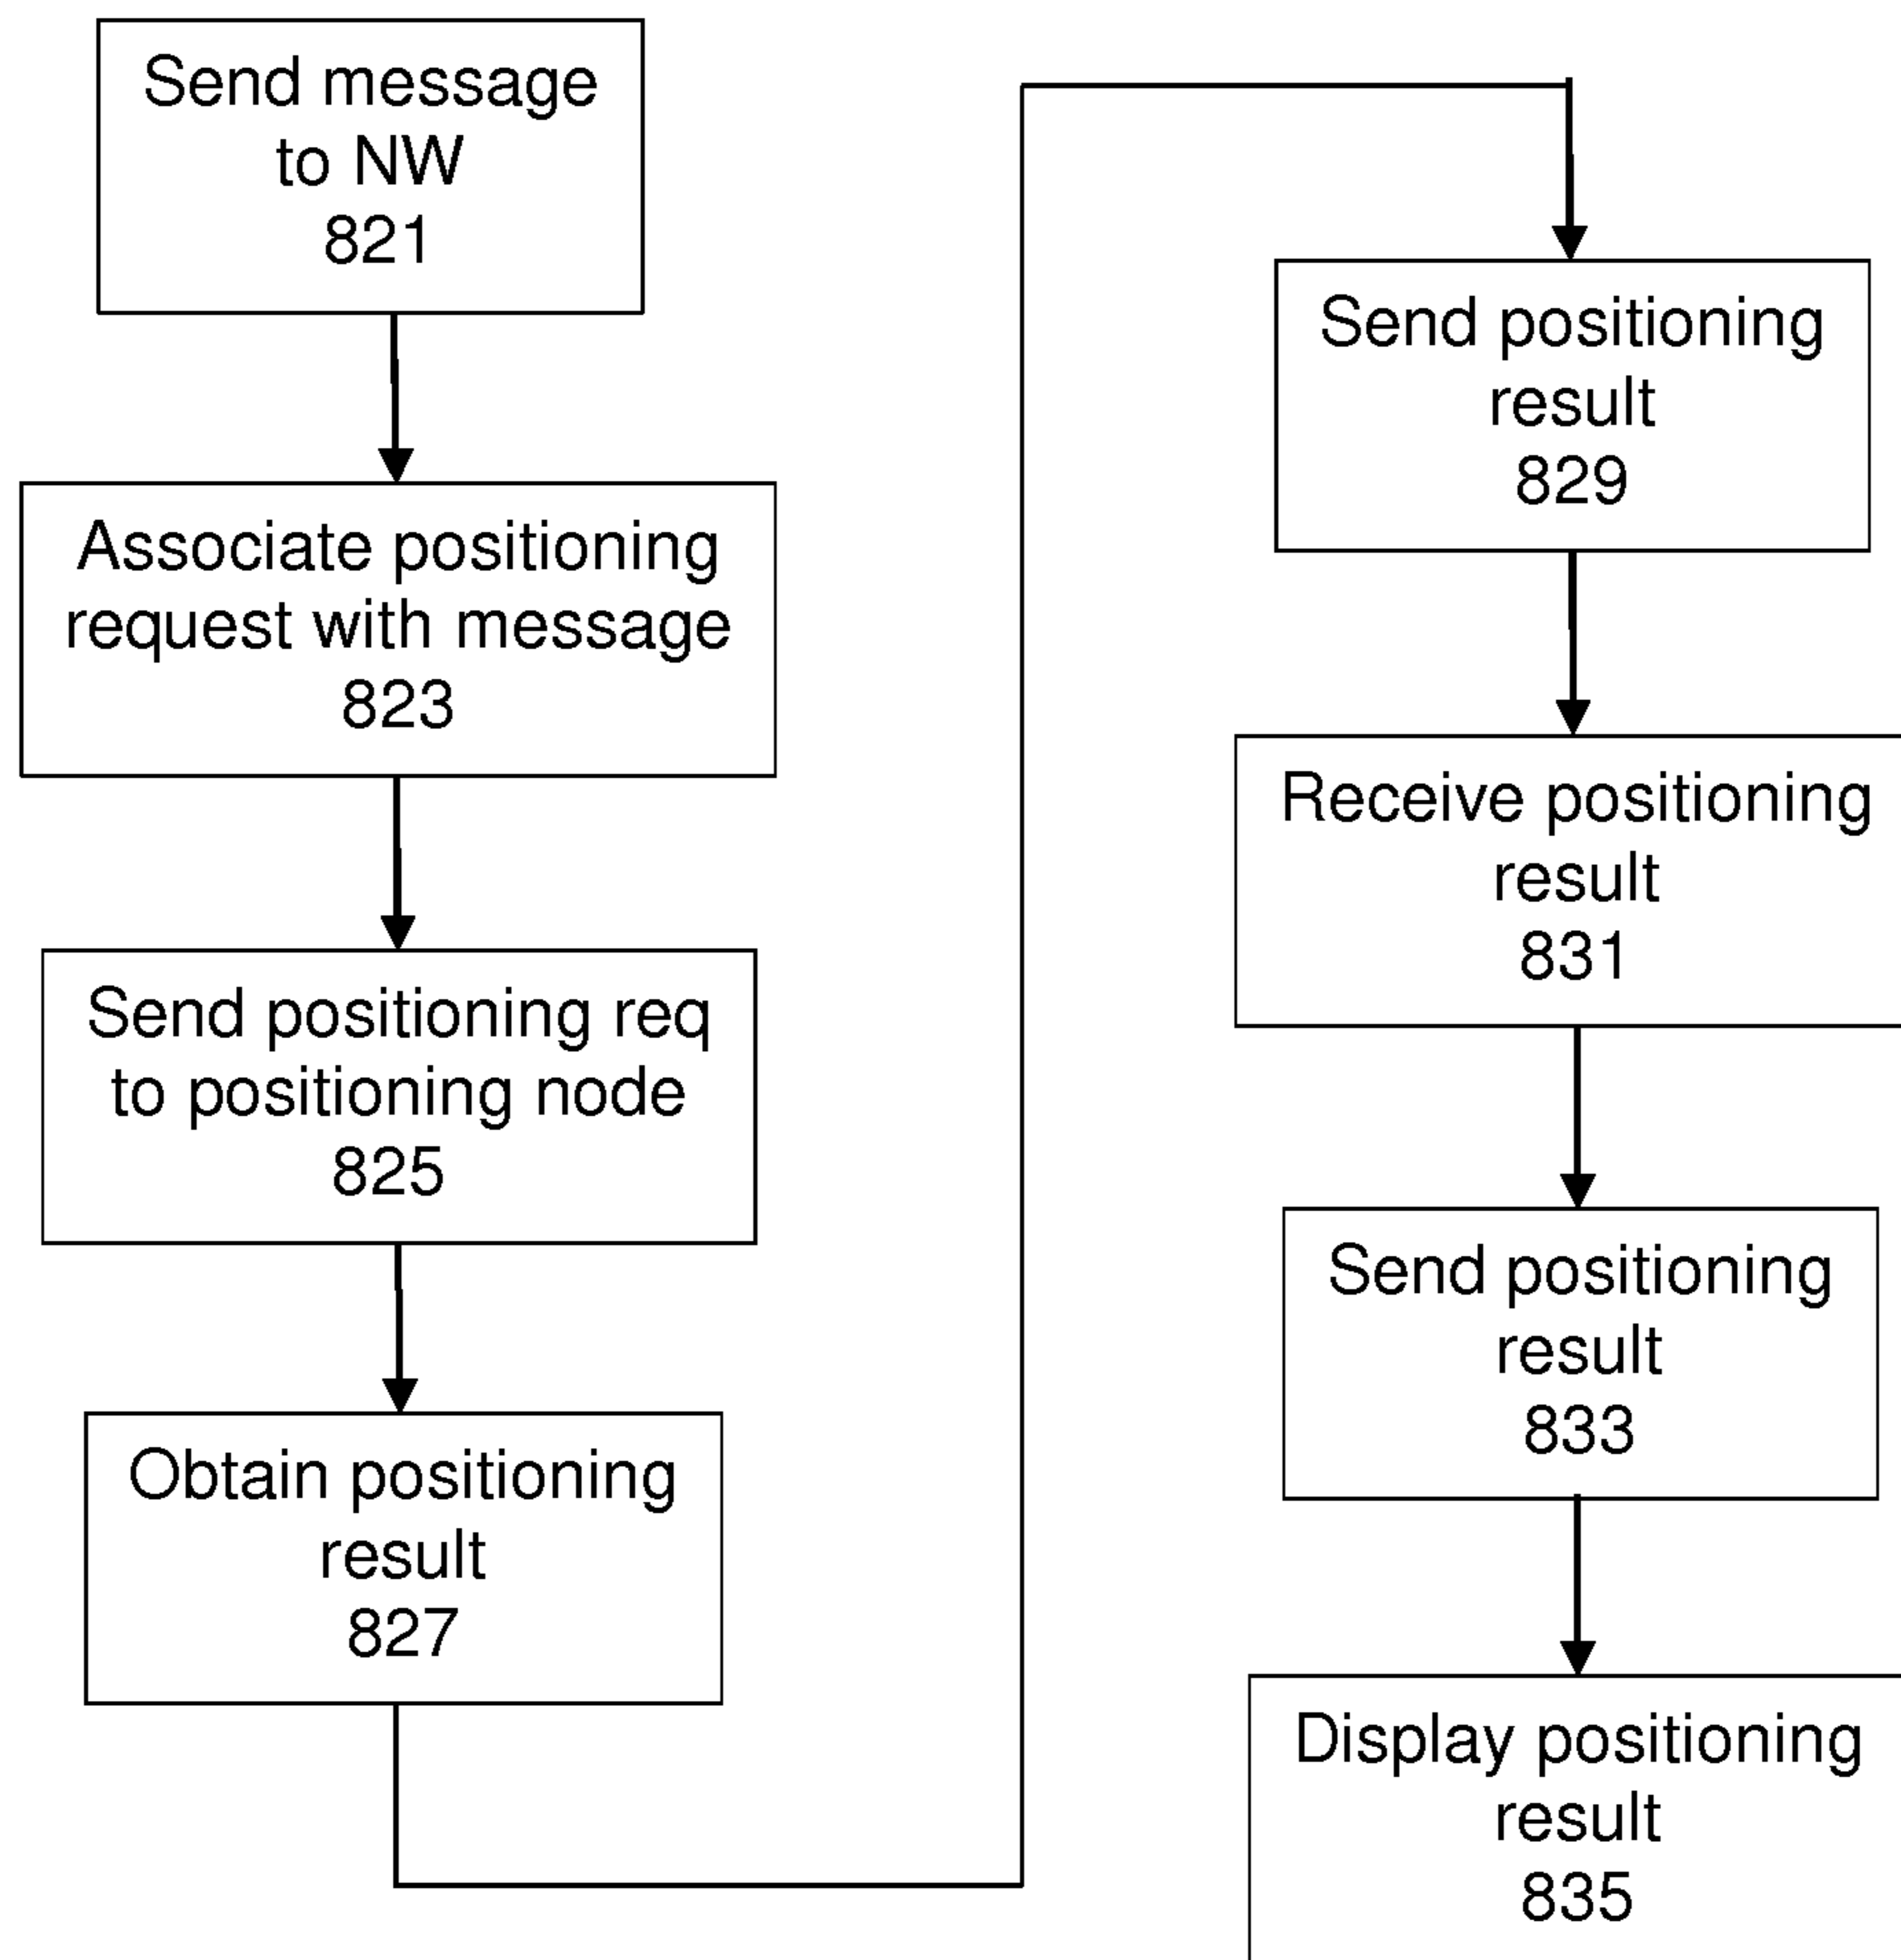 Send message
to NW
821
Associate positioning
request with message
823
Send positioning req
to positioning node
825
Obtain positioning
result
827
Send positioning
result
829
Receive positioning
result
831
Send positioning
result
833
Display positioning
result
835